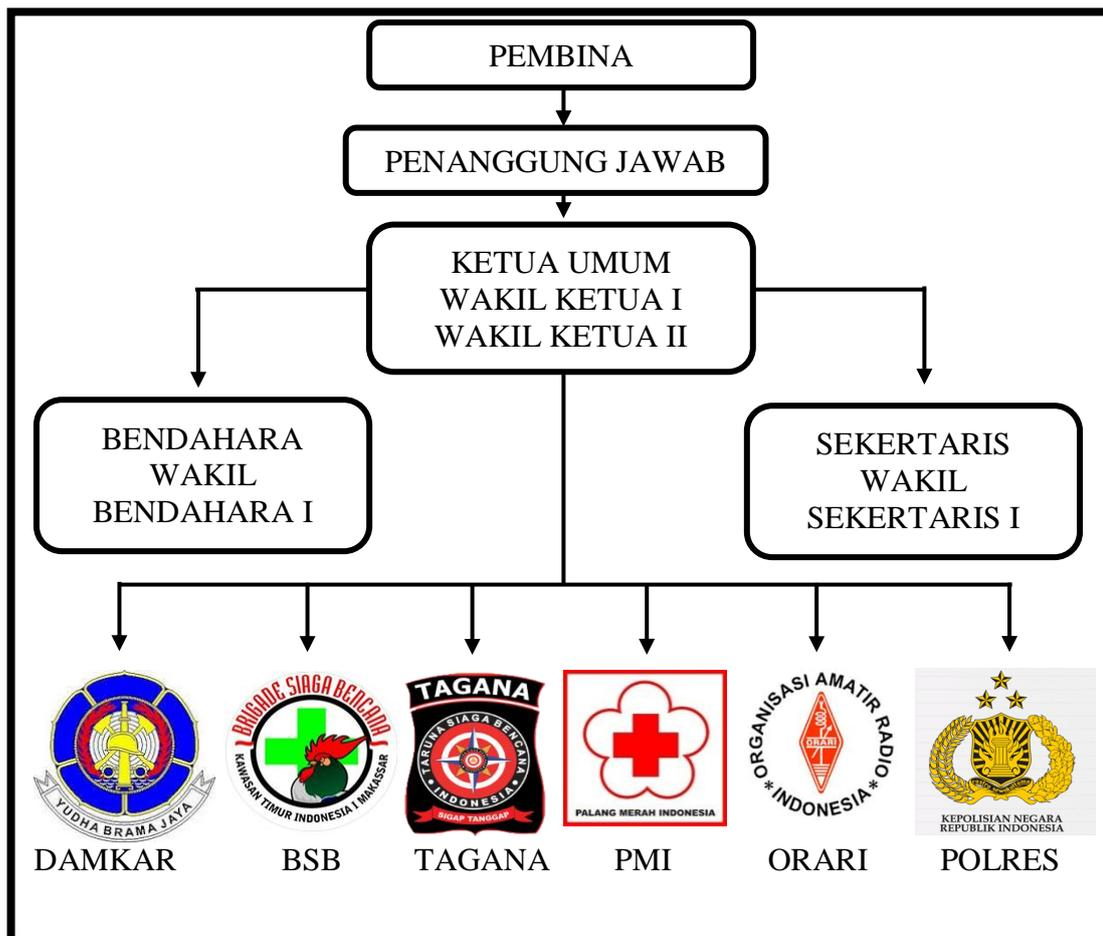 PEMBINA
PENANGGUNG JAWAB
KETUA UMUM
WAKIL KETUA I
WAKIL KETUA II
BENDAHARA
WAKIL
BENDAHARA I
SEKERTARIS
WAKIL
SEKERTARIS I
YUDHA BRAMA JAYA
BRIGADE SIAGA BENCANA
KAWASAN TIMUR INDONESIA I MAKASSAR
TAGANA
TARUNA SIAGA BENCANA
INDONESIA
SIGAP TANGGAP
PALANG MERAH INDONESIA
ORGANISASI AMATIR RADIO
ORARI
*INDONESIA*
KEPOLISIAN NEGARA
REPUBLIK INDONESIA
DAMKAR BSB TAGANA PMI ORARI POLRES